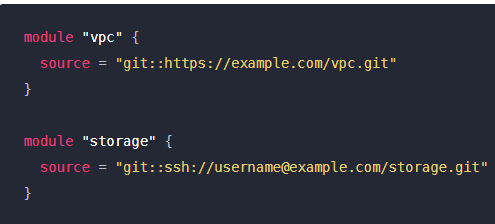 module "vpc" {
  source = "git::https://example.com/vpc.git"
}
module "storage" {
  source = "git::ssh://username@example.com/storage.git"
}